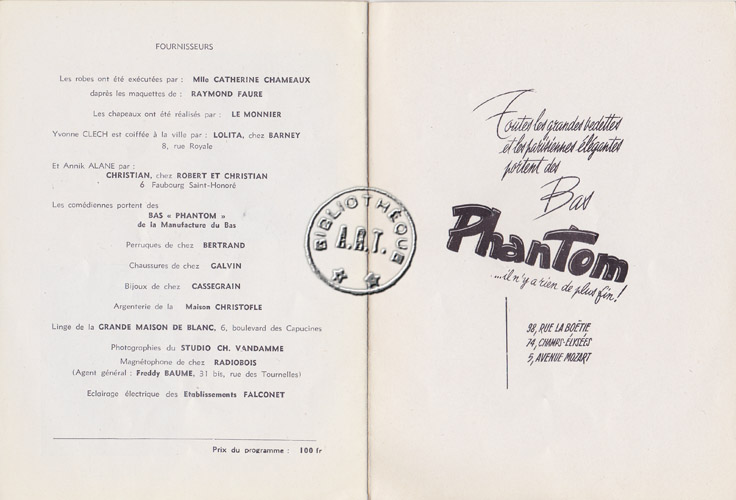 FOURNISSEURS
Les robes ont été exécutées par : Mlle CATHERINE CHAMEAUX
daprès les maquettes de : RAYMOND FAURE
Les chapeaux ont été réalisés par : LE MONNIER
Yvonne CLECH est coiffée à la ville par : LOLITA, chez BARNEY
8, rue Royale
Et Annik ALANE par :
CHRISTIAN, chez ROBERT ET CHRISTIAN
6 Faubourg Saint-Honoré
Les comédiennes portent des
BAS « PHANTOM »
de la Manufacture du Bas
Perruques de chez BERTRAND
Chaussures de chez GALVIN
Bijoux de chez CASSEGRAIN
Argenterie de la Maison CHRISTOFLE
Linge de la GRANDE MAISON DE BLANC, 6, boulevard des Capucines
Photographies du STUDIO CH. VANDAMME
Magnétophone de chez RADIOBOIS
(Agent général : Freddy BAUME, 31 bis, rue des Tournelles)
Eclairage électrique des Etablissements FALCONET
Prix du programme : 100 fr
BIBLIOTHÈQUE
A.R.T.
Toutes les grandes vedettes
et les parisiennes élégantes
portent des
Bas
PhanTom
...il n'y a rien de plus fin!
98, RUE LA BOËTIE
74, CHAMPS-ÉLYSÉES
5, AVENUE MOZART